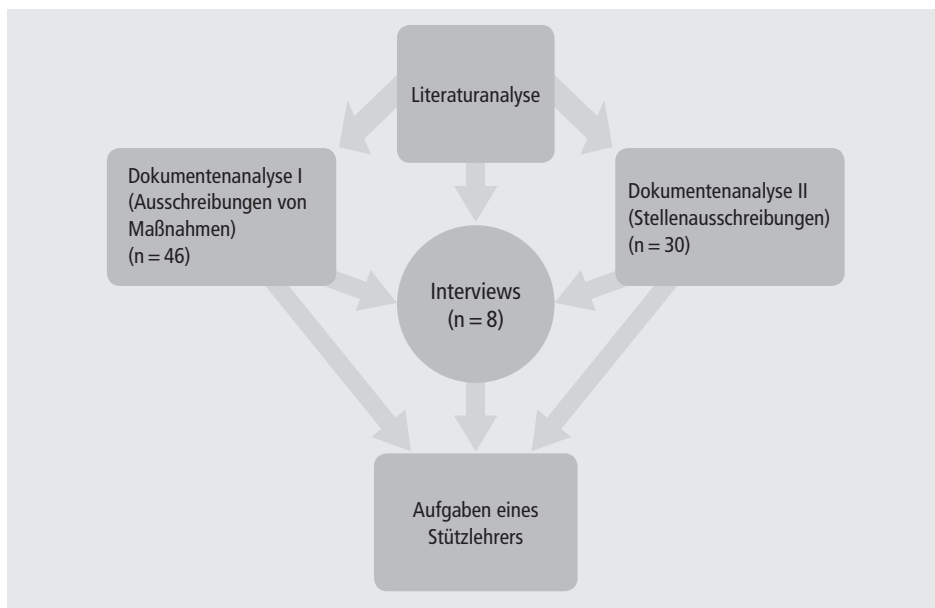 Literaturanalyse
Dokumentenanalyse I
(Ausschreibungen von
Maßnahmen)
(n = 46)
Dokumentenanalyse II
(Stellenausschreibungen)
(n = 30)
Interviews
(n = 8)
Aufgaben eines
Stützlehrers